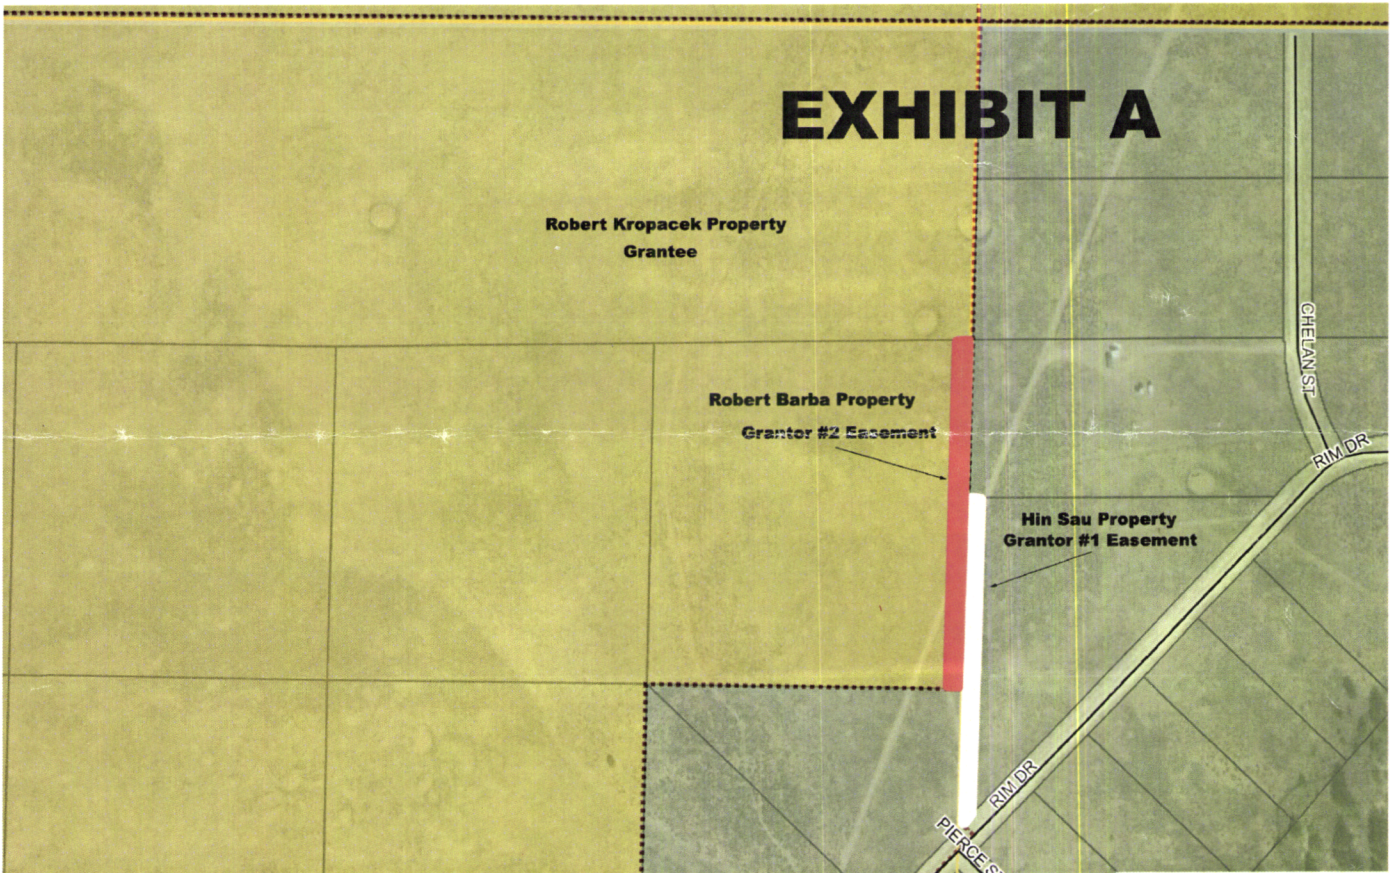 EXHIBIT A
Robert Kropacek Property
Grantee
CHELAN ST
Robert Barba Property
Grantor #2 Easement
RIM DR
Hin Sau Property
Grantor #1 Easement
RIM DR
PIERCE